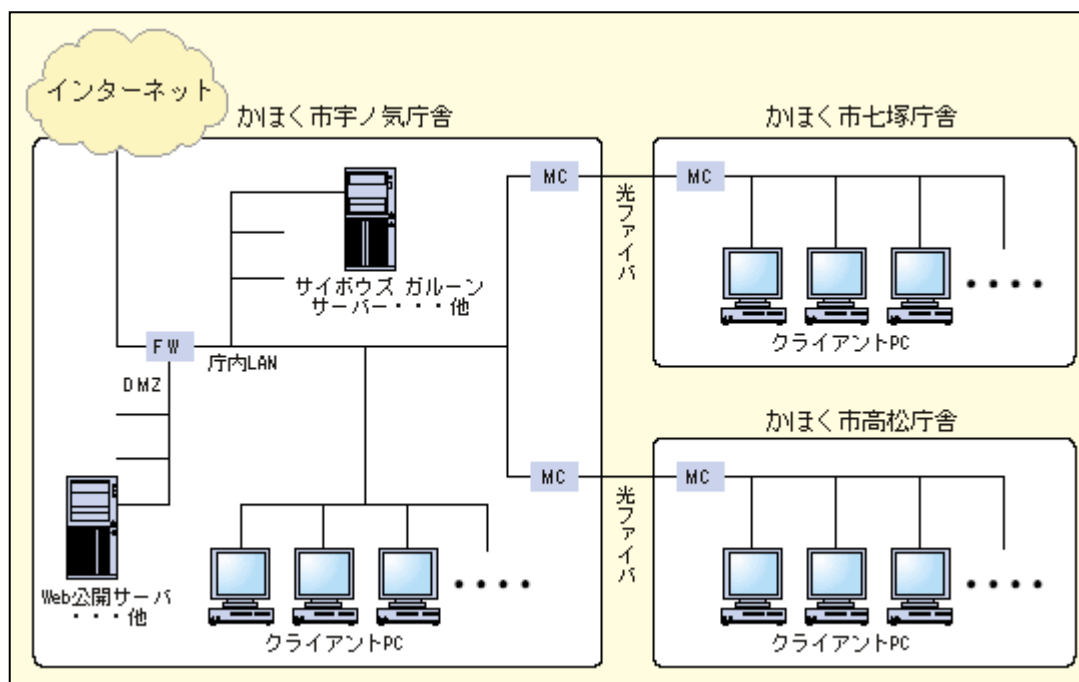 インターネット
かほく市宇ノ気庁舎
かほく市七塚庁舎
MC
MC
光ファイバ
サイボウズ ガルーン
サーバー・・・他
クライアントPC
FW
庁内LAN
DMZ
かほく市高松庁舎
MC
MC
光ファイバ
Web公開サーバ
・・・他
クライアントPC
クライアントPC